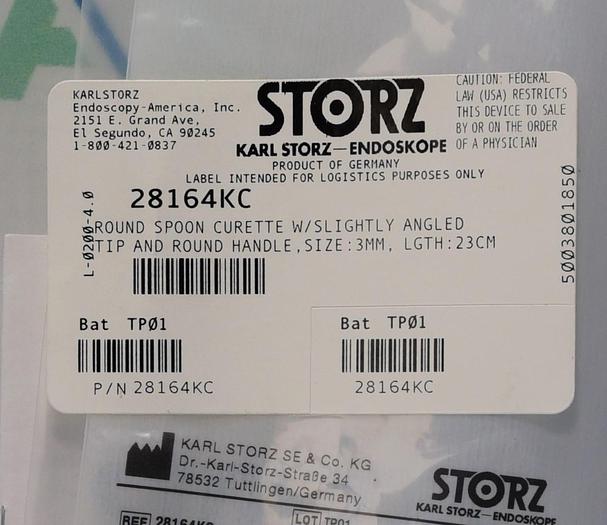 KARLSTORZ
Endoscopy-America, Inc.
2151 E. Grand Ave,
El Segundo, CA 90245
1-800-421-0837
STORZ
KARL STORZ—ENDOSKOPE
CAUTION: FEDERAL
LAW (USA) RESTRICTS
THIS DEVICE TO SALE
BY OR ON THE ORDER
OF A PHYSICIAN
PRODUCT OF GERMANY
LABEL INTENDED FOR LOGISTICS PURPOSES ONLY
28164KC
L-0200-4.0
ROUND SPOON CURETTE W/SLIGHTLY ANGLED
TIP AND ROUND HANDLE,SIZE:3MM, LGTH:23CM
5003801850
Bat TP01
P/N 28164KC
Bat TP01
28164KC
KARL STORZ SE & Co. KG
Dr.-Karl-Storz-Straße 34
78532 Tuttlingen/Germany
STORZ
KARL STORZ—ENDOSKOPE
REF 28164KC
LOT TP01